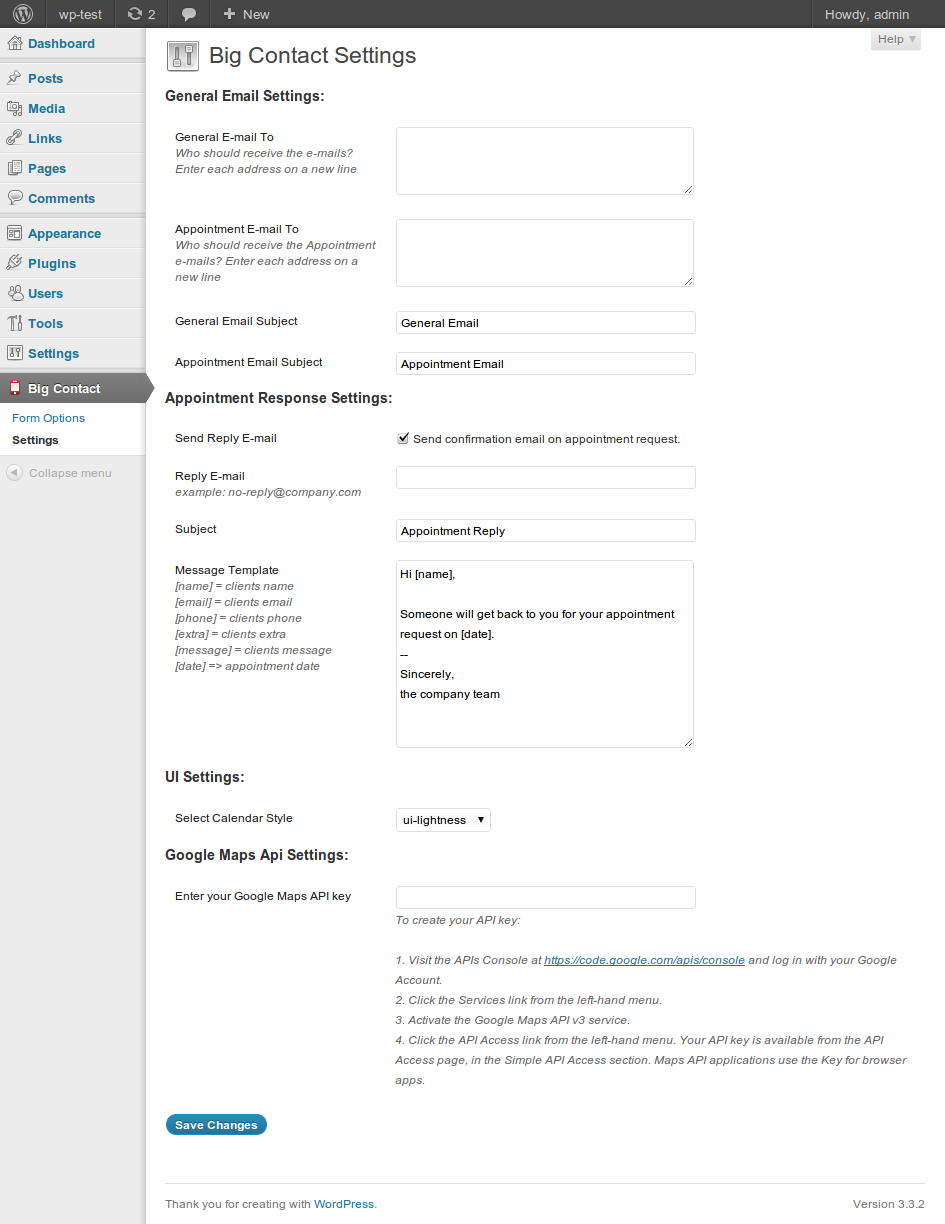 wp-test 2 New Howdy, admin
Help
Dashboard
Posts
Media
Links
Pages
Comments
Appearance
Plugins
Users
Tools
Settings
Big Contact
Form Options
Settings
Collapse menu
Big Contact Settings
General Email Settings:
General E-mail To
Who should receive the e-mails?
Enter each address on a new line
Appointment E-mail To
Who should receive the Appointment
e-mails? Enter each address on a
new line
General Email Subject
General Email
Appointment Email Subject
Appointment Email
Appointment Response Settings:
Send Reply E-mail
Send confirmation email on appointment request.
Reply E-mail
example: no-reply@company.com
Subject
Appointment Reply
Message Template
[name] = clients name
[email] = clients email
[phone] = clients phone
[extra] = clients extra
[message] = clients message
[date] => appointment date
Hi [name],
Someone will get back to you for your appointment
request on [date].
--
Sincerely,
the company team
UI Settings:
Select Calendar Style
ui-lightness
Google Maps Api Settings:
Enter your Google Maps API key
To create your API key:
1. Visit the APIs Console at https://code.google.com/apis/console and log in with your Google
Account.
2. Click the Services link from the left-hand menu.
3. Activate the Google Maps API v3 service.
4. Click the API Access link from the left-hand menu. Your API key is available from the API
Access page, in the Simple API Access section. Maps API applications use the Key for browser
apps.
Save Changes
Thank you for creating with WordPress.
Version 3.3.2